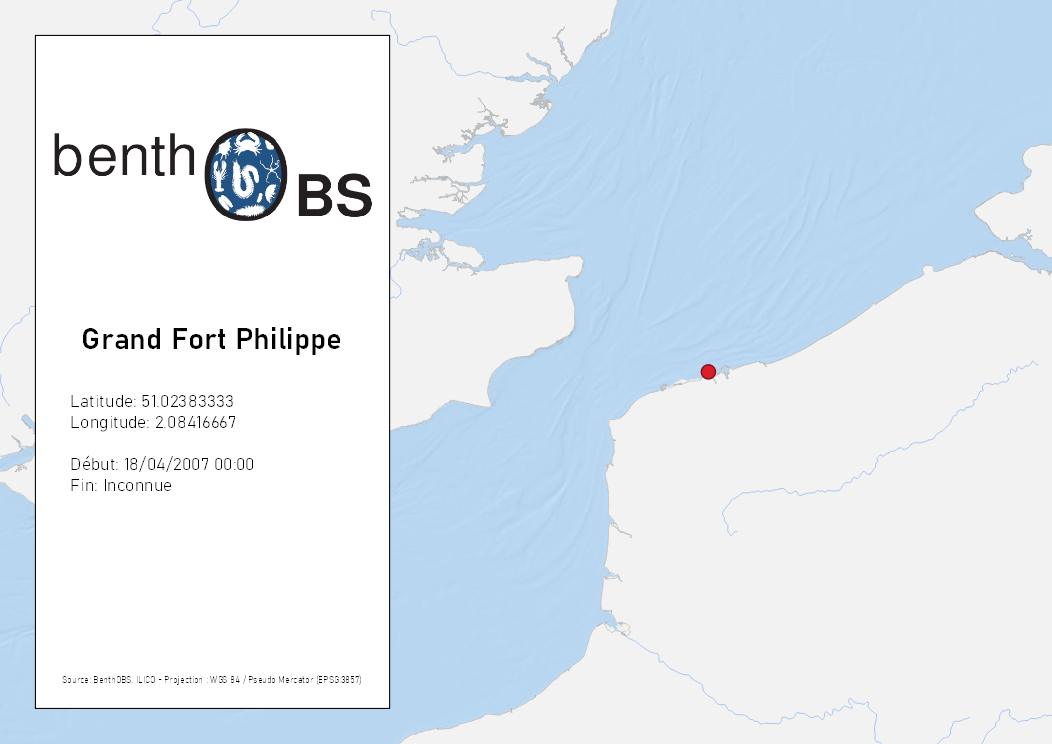 benthOBS
Grand Fort Philippe
Latitude: 51.02383333
Longitude: 2.08416667
Début: 18/04/2007 00:00
Fin: Inconnue
Source: BenthOBS, ILICO - Projection : WGS 84 / Pseudo Mercator (EPSG:3857)